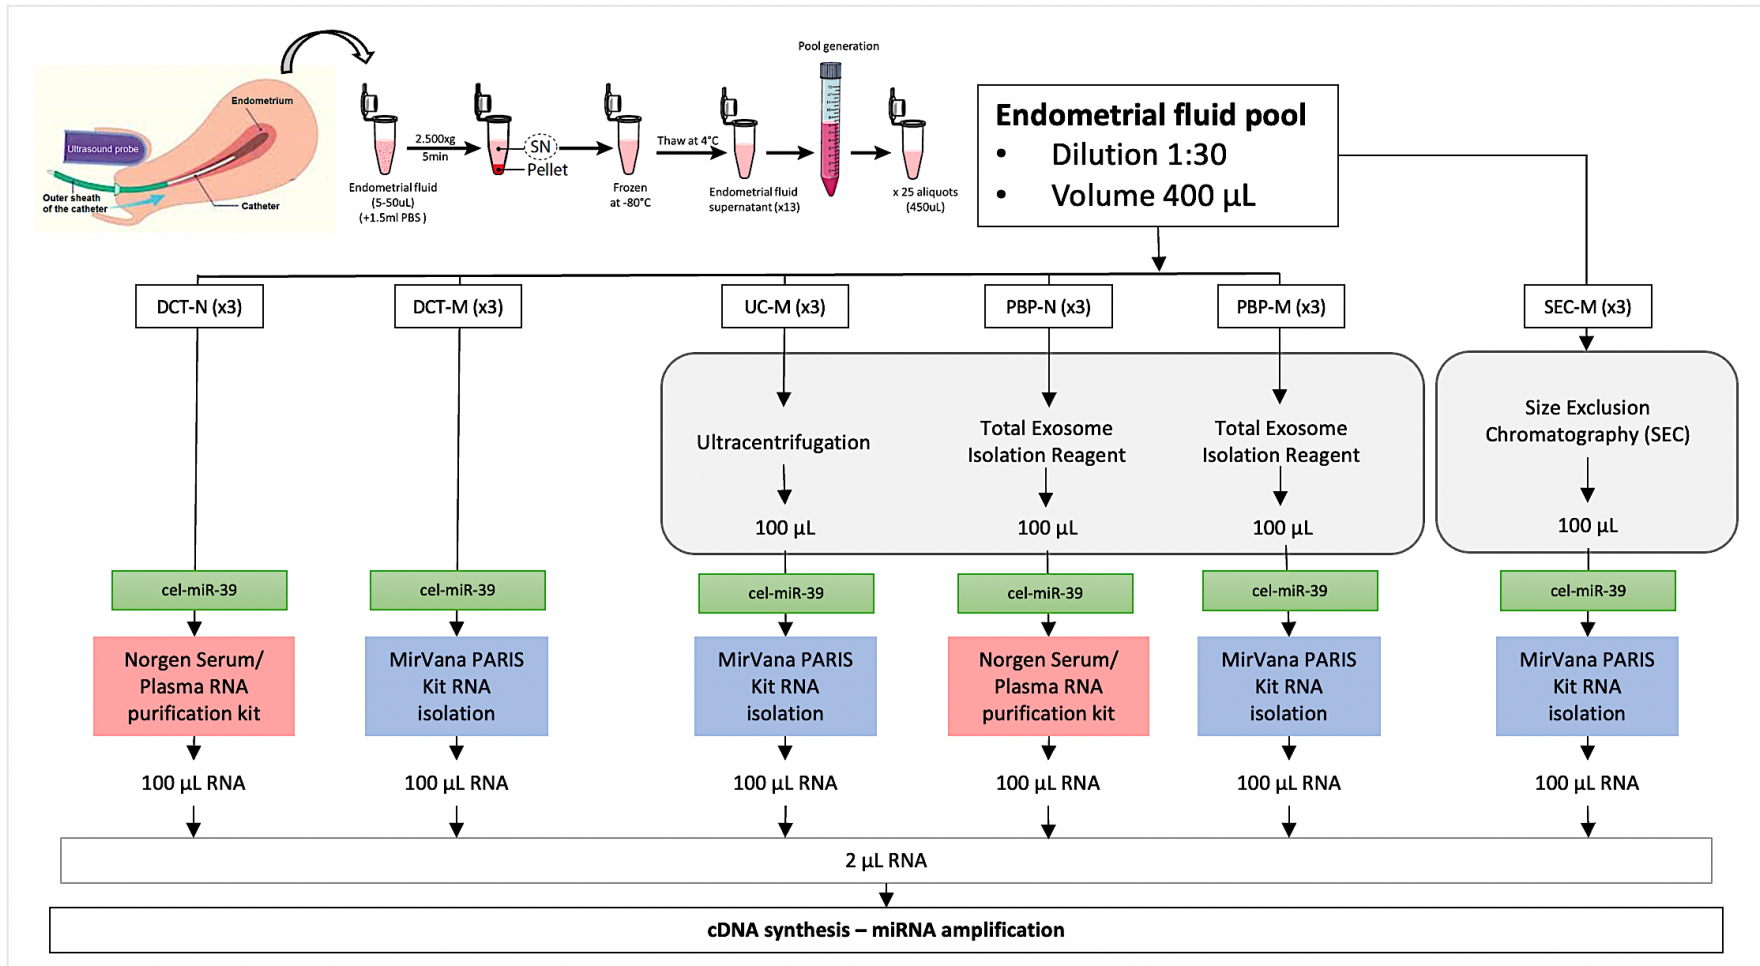 Pool generation
Endometrium
Ultrasound probe
Outer sheath
of the catheter
Catheter
2.500xg
5min
SN
Pellet
Thaw at 4°C
Endometrial fluid
(5-50uL)
(+1.5ml PBS )
Frozen
at -80°C
Endometrial fluid
supernatant (x13)
x 25 aliquots
(450uL)
Endometrial fluid pool
• Dilution 1:30
• Volume 400 µL
DCT-N (x3)
DCT-M (x3)
UC-M (x3)
PBP-N (x3)
PBP-M (x3)
SEC-M (x3)
Ultracentrifugation
100 µL
Total Exosome
Isolation Reagent
100 µL
Total Exosome
Isolation Reagent
100 µL
Size Exclusion
Chromatography (SEC)
100 µL
cel-miR-39
cel-miR-39
cel-miR-39
cel-miR-39
cel-miR-39
cel-miR-39
Norgen Serum/
Plasma RNA
purification kit
MirVana PARIS
Kit RNA
isolation
MirVana PARIS
Kit RNA
isolation
Norgen Serum/
Plasma RNA
purification kit
MirVana PARIS
Kit RNA
isolation
MirVana PARIS
Kit RNA
isolation
100 µL RNA
100 µL RNA
100 µL RNA
100 µL RNA
100 µL RNA
100 µL RNA
2 µL RNA
cDNA synthesis – miRNA amplification